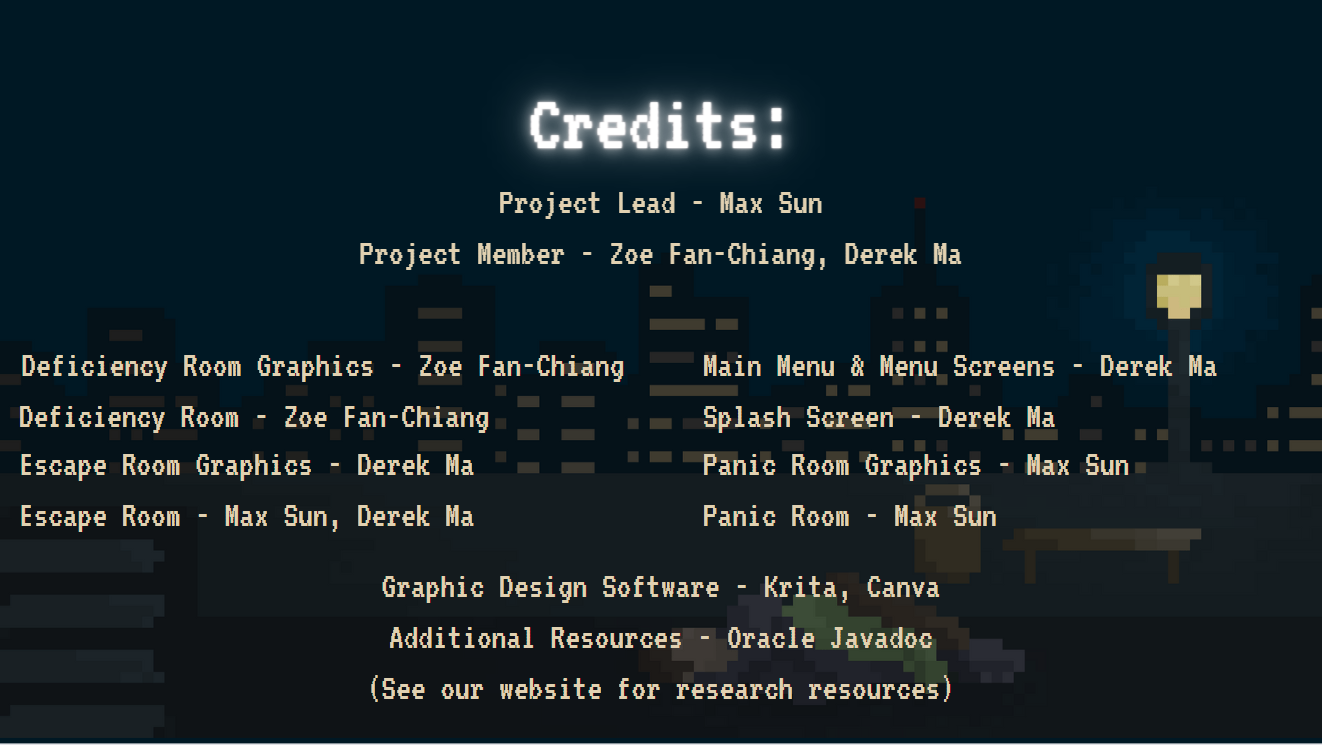 Credits:
Project Lead - Max Sun
Project Member - Zoe Fan-Chiang, Derek Ma
Deficiency Room Graphics - Zoe Fan-Chiang
Deficiency Room - Zoe Fan-Chiang
Escape Room Graphics - Derek Ma
Escape Room - Max Sun, Derek Ma
Main Menu & Menu Screens - Derek Ma
Splash Screen - Derek Ma
Panic Room Graphics - Max Sun
Panic Room - Max Sun
Graphic Design Software - Krita, Canva
Additional Resources - Oracle Javadoc
(See our website for research resources)